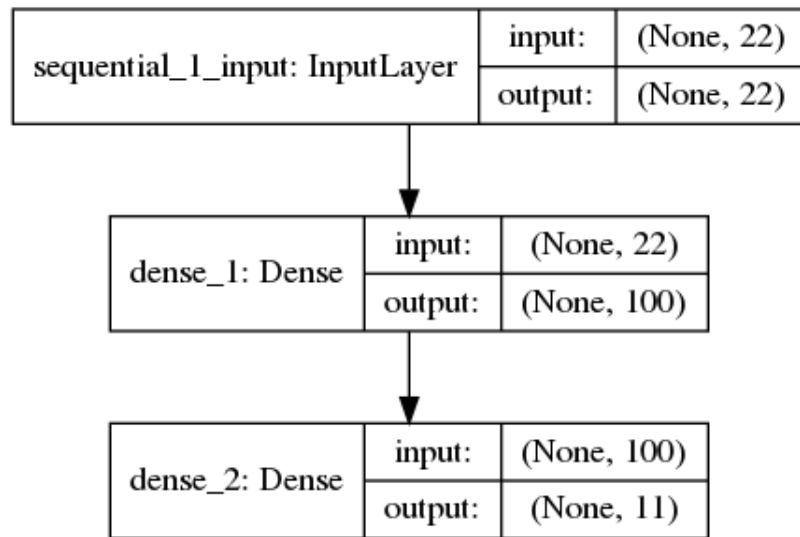 sequential_1_input: InputLayer
input: (None, 22)
output: (None, 22)
dense_1: Dense
input: (None, 22)
output: (None, 100)
dense_2: Dense
input: (None, 100)
output: (None, 11)